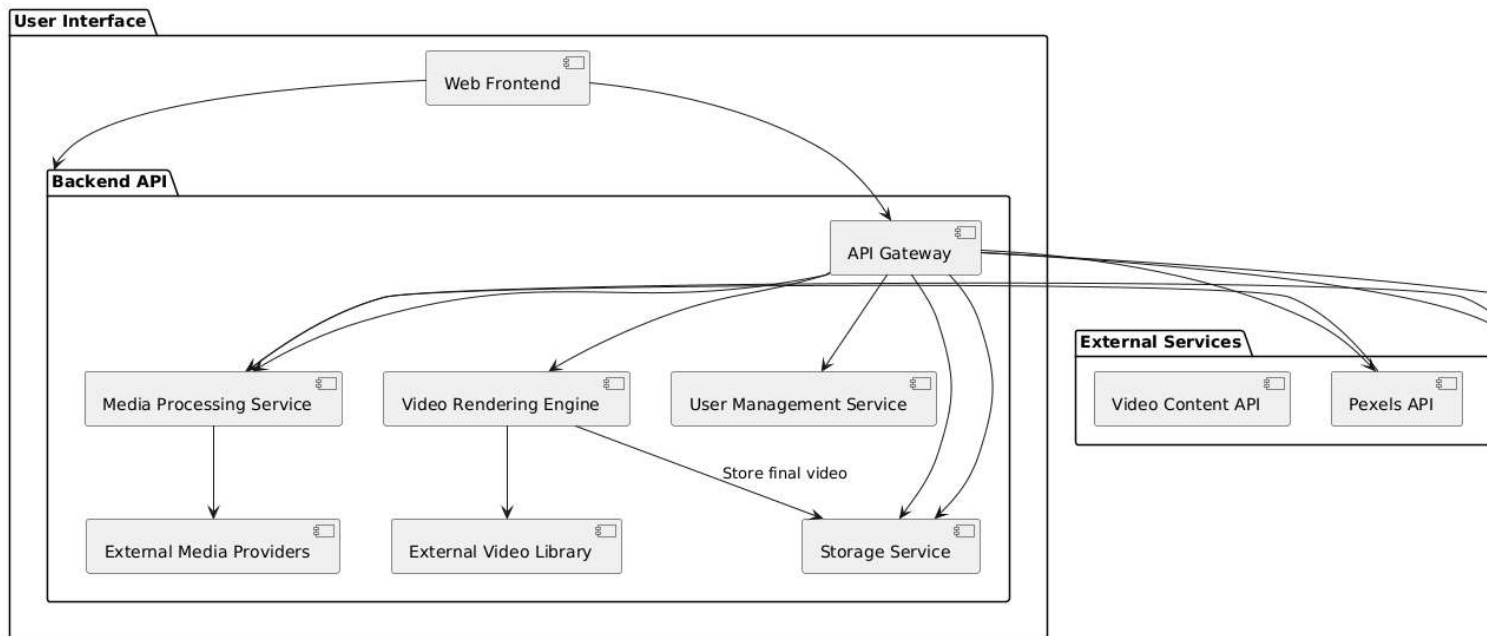 User Interface
Web Frontend
Backend API
API Gateway
External Services
Media Processing Service
Video Rendering Engine
User Management Service
Video Content API
Pexels API
Store final video
External Media Providers
External Video Library
Storage Service